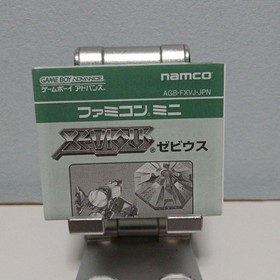 GAME BOY ADVANCE
ゲームボーイ アドバンス
namco
AGB-FXVJ-JPN
ファミコン ミニ
XEVIOUS® ゼビウス